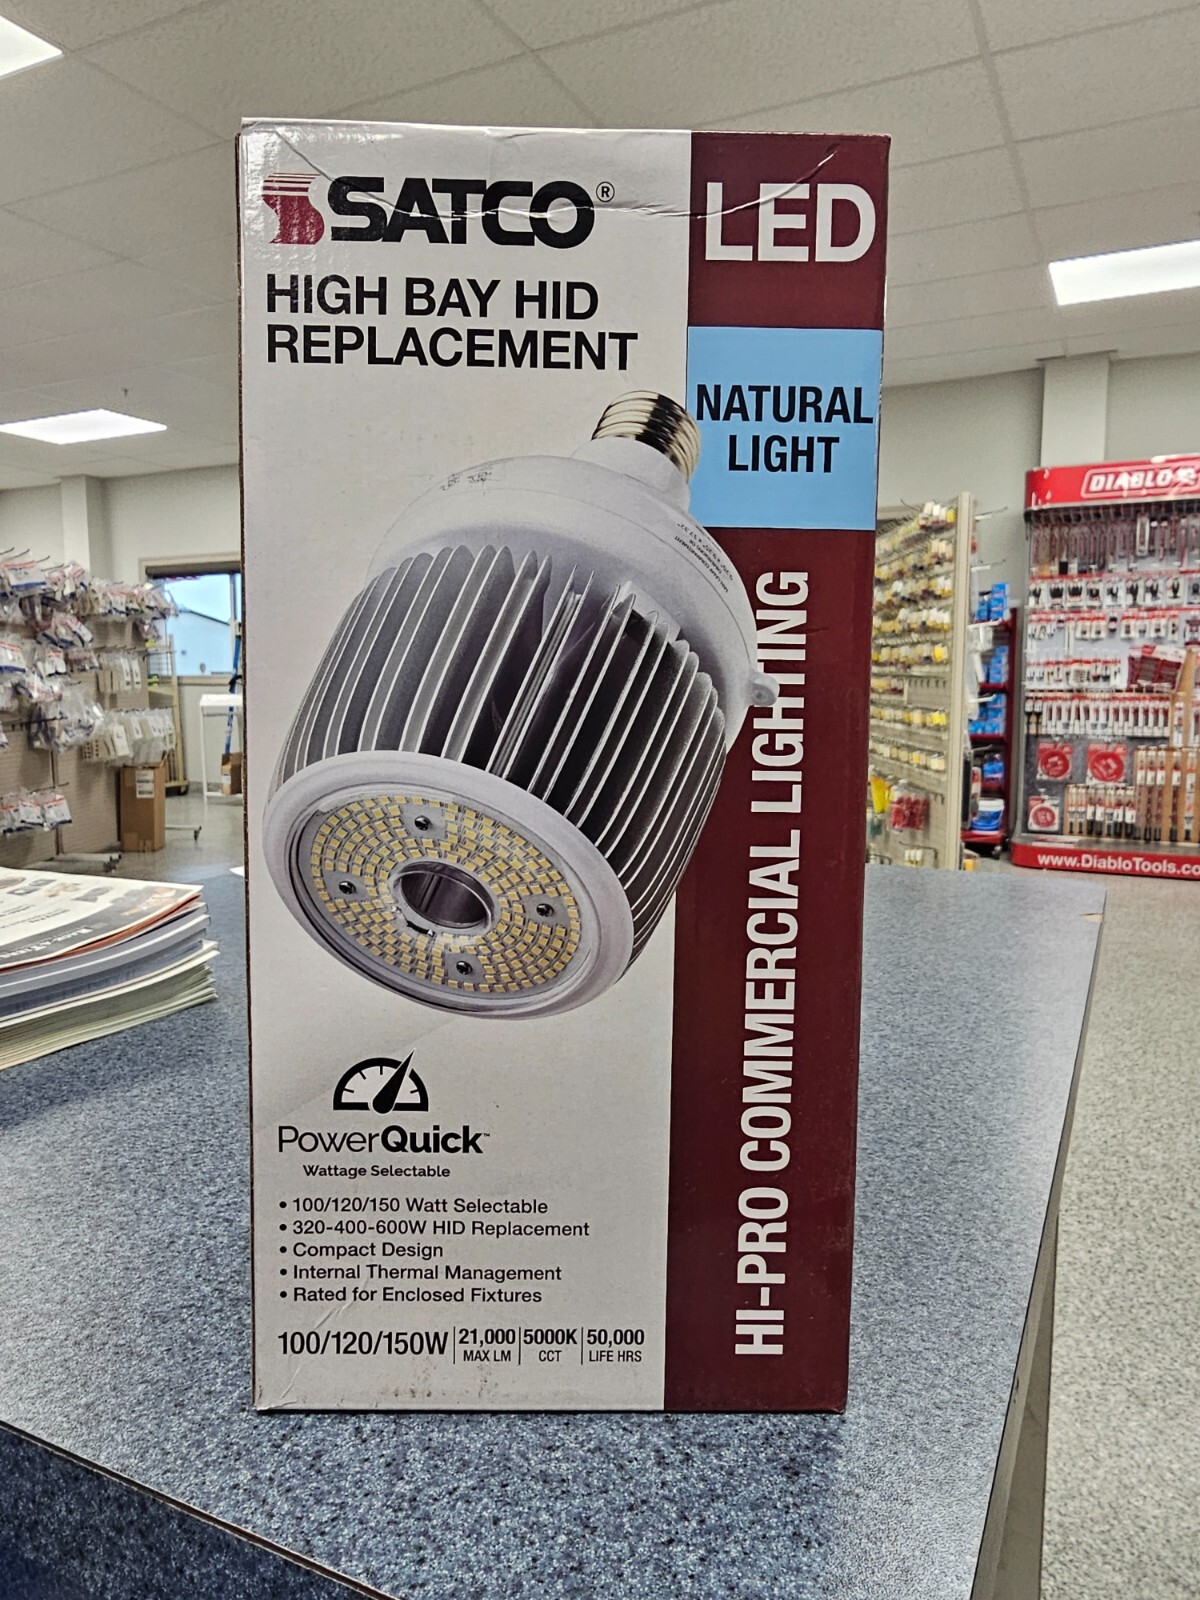 SATCO®
LED
HIGH BAY HID
REPLACEMENT
NATURAL
LIGHT
HI-PRO COMMERCIAL LIGHTING
PowerQuick™
Wattage Selectable
• 100/120/150 Watt Selectable
• 320-400-600W HID Replacement
• Compact Design
• Internal Thermal Management
• Rated for Enclosed Fixtures
100/120/150W
21,000
MAX LM
5000K
CCT
50,000
LIFE HRS
DIABLO
www.DiabloTools.co